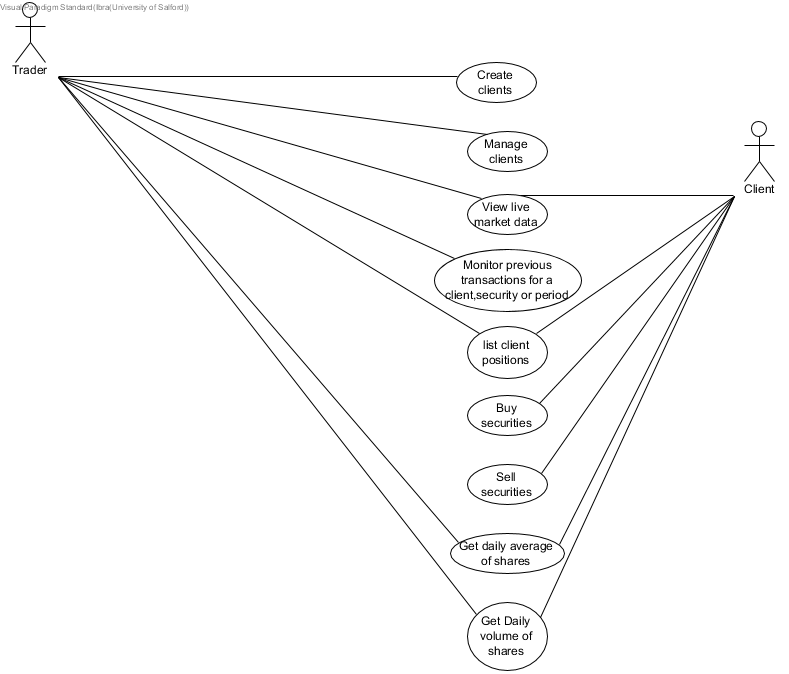 Visual Paradigm Standard(Ibra(University of Salford))
Trader
Create
clients
Manage
clients
Client
View live
market data
Monitor previous
transactions for a
client,security or period
list client
positions
Buy
securities
Sell
securities
Get daily average
of shares
Get Daily
volume of
shares